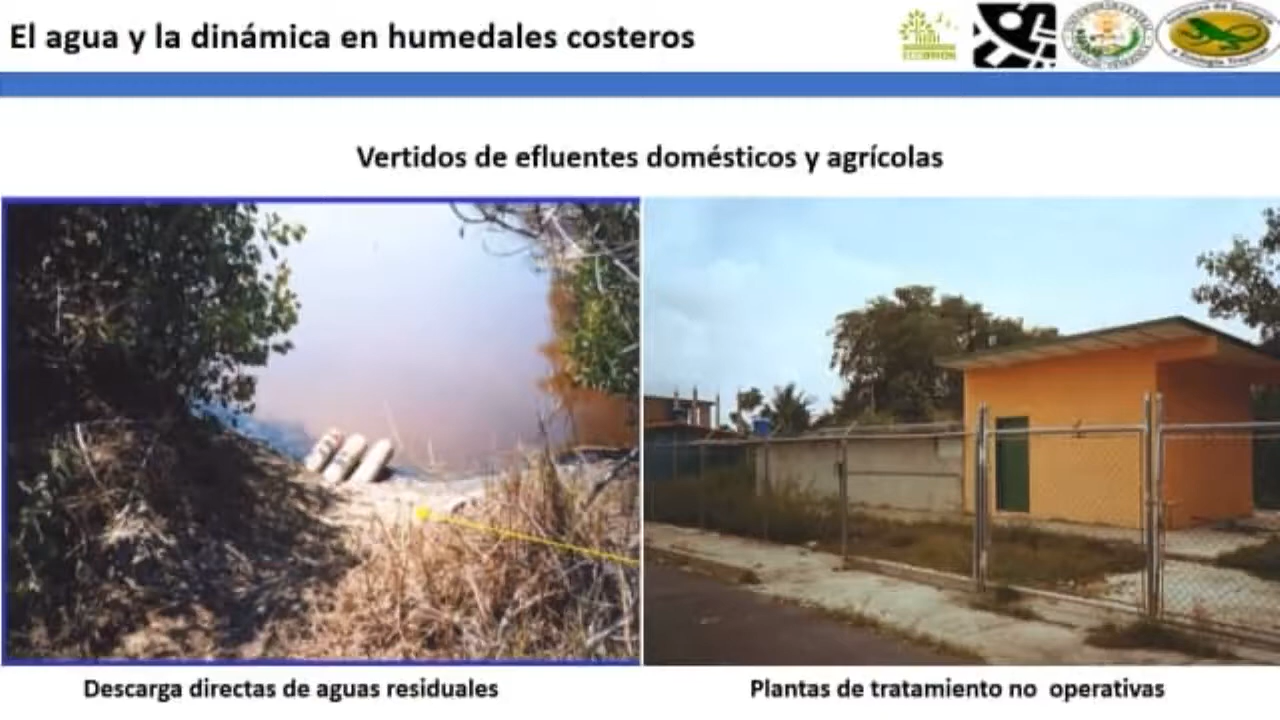 El agua y la dinámica en humedales costeros
Vertidos de efluentes domésticos y agrícolas
Descarga directas de aguas residuales
Plantas de tratamiento no operativas